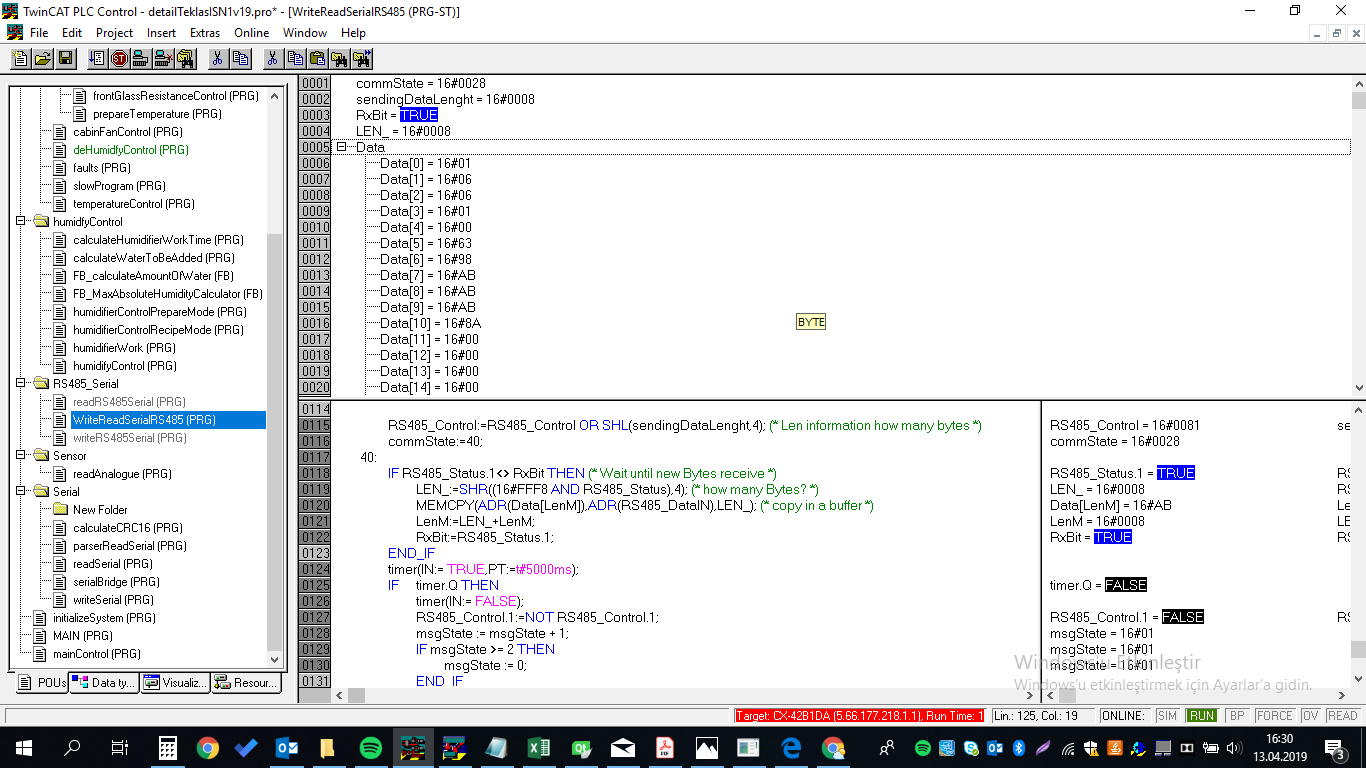 TwinCAT PLC Control - detailTeklasISN1v19.pro* - [WriteReadSerialRS485 (PRG-ST)]
File Edit Project Insert Extras Online Window Help
frontGlassResistanceControl (PRG)
prepareTemperature (PRG)
cabinFanControl (PRG)
deHumidfyControl (PRG)
faults (PRG)
slowProgram (PRG)
temperatureControl (PRG)
humidfyControl
calculateHumidifierWorkTime (PRG)
calculateWaterToBeAdded (PRG)
FB_calculateAmountOfWater (FB)
FB_MaxAbsoluteHumidityCalculator (FB)
humidifierControlPrepareMode (PRG)
humidifierControlRecipeMode (PRG)
humidifierWork (PRG)
humidifyControl (PRG)
RS485_Serial
readRS485Serial (PRG)
WriteReadSerialRS485 (PRG)
writeRS485Serial (PRG)
Sensor
readAnalogue (PRG)
Serial
New Folder
calculateCRC16 (PRG)
parserReadSerial (PRG)
readSerial (PRG)
serialBridge (PRG)
writeSerial (PRG)
initializeSystem (PRG)
MAIN (PRG)
mainControl (PRG)
POUs Data ty... Visualiz... Resour...
0001 commState = 16#0028
0002 sendingDataLenght = 16#0008
0003 RxBit = TRUE
0004 LEN_ = 16#0008
0005 Data
0006 Data[0] = 16#01
0007 Data[1] = 16#06
0008 Data[2] = 16#06
0009 Data[3] = 16#01
0010 Data[4] = 16#00
0011 Data[5] = 16#63
0012 Data[6] = 16#98
0013 Data[7] = 16#AB
0014 Data[8] = 16#AB
0015 Data[9] = 16#AB
0016 Data[10] = 16#8A
0017 Data[11] = 16#00
0018 Data[12] = 16#00
0019 Data[13] = 16#00
0020 Data[14] = 16#00
BYTE
0114
0115 RS485_Control:=RS485_Control OR SHL(sendingDataLenght,4); (* Len information how many bytes *) RS485_Control = 16#0081 se
0116 commState:=40; commState = 16#0028
0117 40:
0118 IF RS485_Status.1<> RxBit THEN (* Wait until new Bytes receive *) RS485_Status.1 = TRUE
0119 LEN_:=SHR((16#FFF8 AND RS485_Status),4); (* how many Bytes? *) LEN_ = 16#0008
0120 MEMCPY(ADR(Data[LenM]),ADR(RS485_DataIN),LEN_); (* copy in a buffer *) Data[LenM] = 16#AB
0121 LenM:=LEN_+LenM; LenM = 16#0008
0122 RxBit:=RS485_Status.1; RxBit = TRUE
0123 END_IF
0124 timer(IN:= TRUE,PT:=t#5000ms);
0125 IF timer.Q THEN timer.Q = FALSE
0126 timer(IN:= FALSE);
0127 RS485_Control.1:=NOT RS485_Control.1; RS485_Control.1 = FALSE
0128 msgState := msgState + 1; msgState = 16#01
0129 IF msgState >= 2 THEN msgState = 16#01
0130 msgState := 0; msgState = 16#01
0131 END_IF
Windows'u Etkinleştir
Windows'u etkinleştirmek için Ayarlar'a gidin.
Target: CX-42B1DA (5.66.177.218.1.1), Run Time: 1 Lin.: 125, Col.: 19 ONLINE: SIM RUN BP FORCE OV READ
16:30
13.04.2019
3